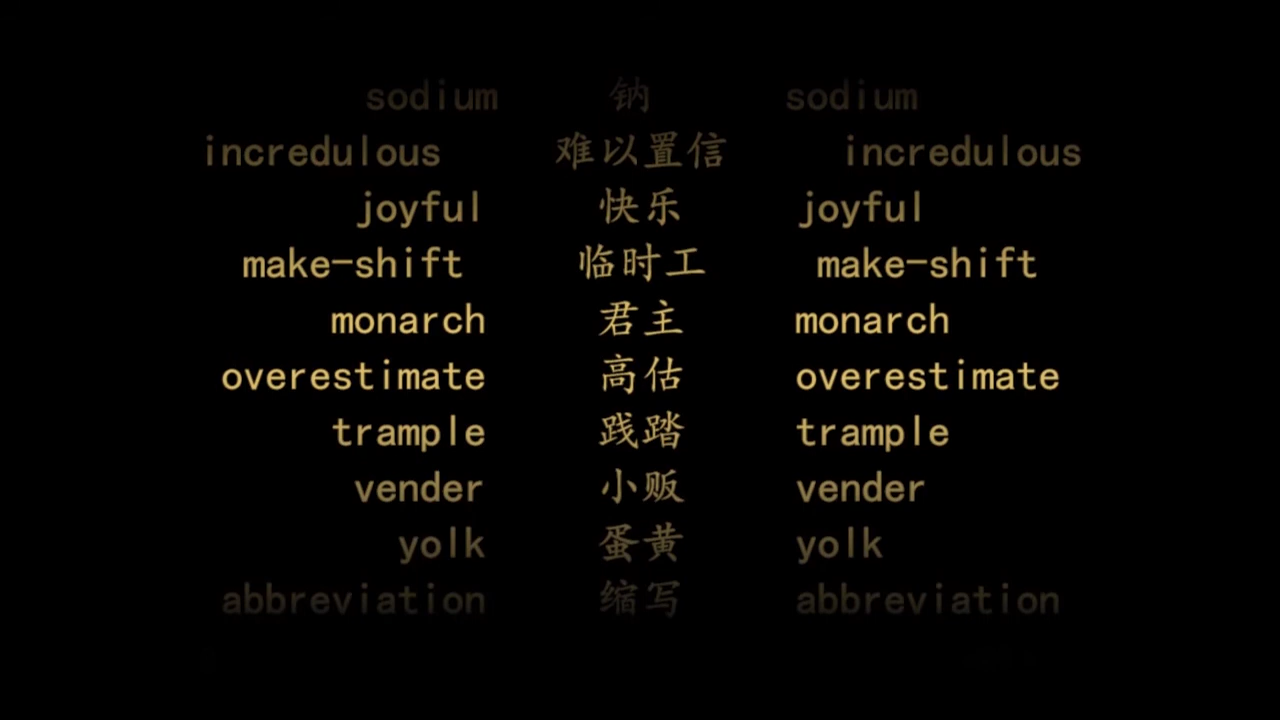 sodium 钠 sodium
incredulous 难以置信 incredulous
joyful 快乐 joyful
make-shift 临时工 make-shift
monarch 君主 monarch
overestimate 高估 overestimate
trample 践踏 trample
vender 小贩 vender
yolk 蛋黄 yolk
abbreviation 缩写 abbreviation